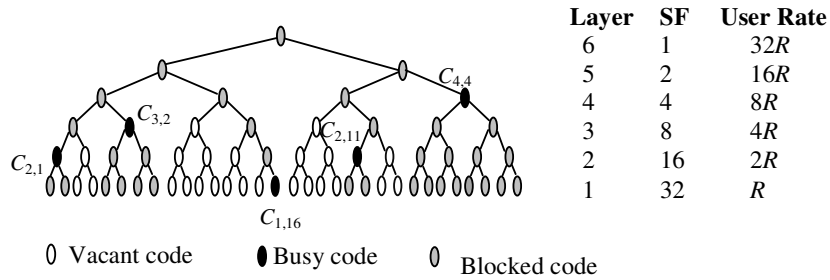 Layer SF User Rate
6 1 32R
5 2 16R
4 4 8R
3 8 4R
2 16 2R
1 32 R
C4,4
C3,2
C2,11
C2,1
C1,16
Vacant code Busy code Blocked code